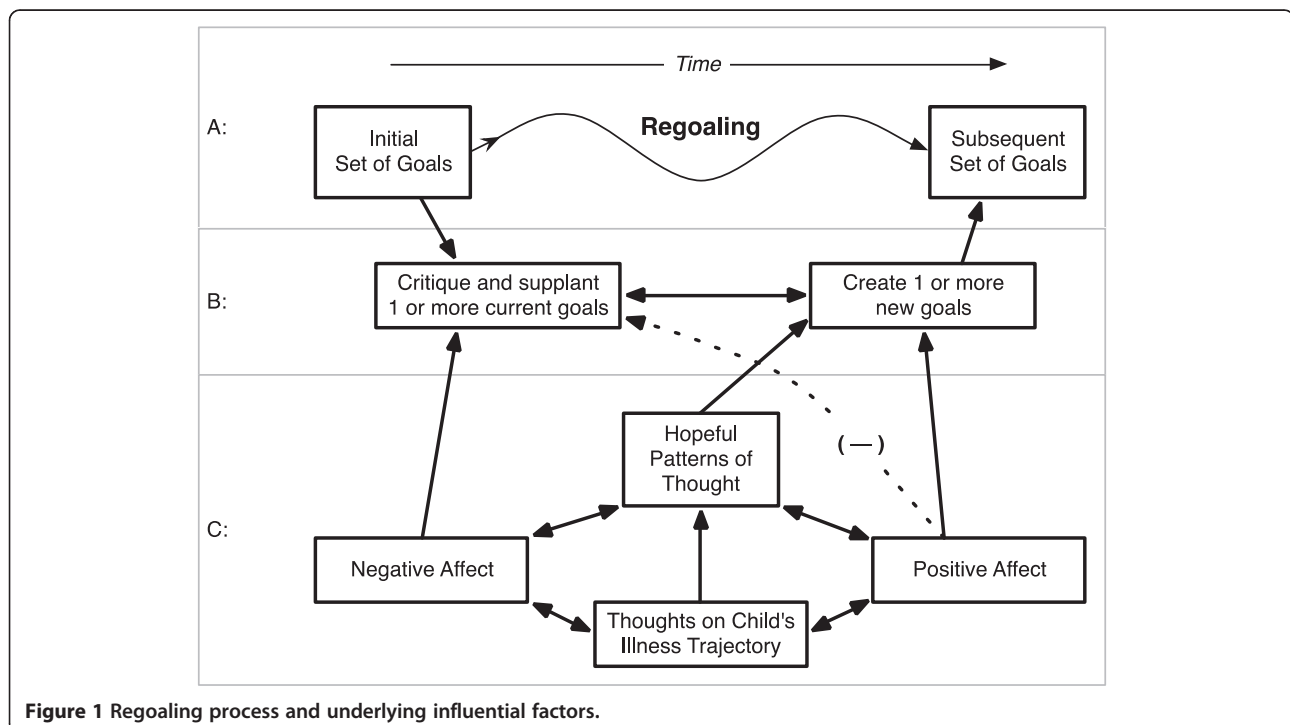 Time
A:
Initial
Set of Goals
Regoaling
Subsequent
Set of Goals
B:
Critique and supplant
1 or more current goals
Create 1 or more
new goals
C:
Hopeful
Patterns of
Thought
(—)
Negative Affect
Positive Affect
Thoughts on Child's
Illness Trajectory
Figure 1 Regoaling process and underlying influential factors.